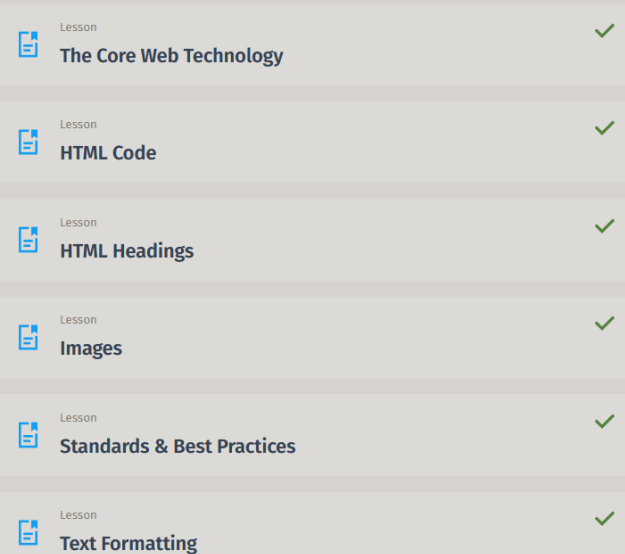 Lesson
The Core Web Technology
Lesson
HTML Code
Lesson
HTML Headings
Lesson
Images
Lesson
Standards & Best Practices
Lesson
Text Formatting